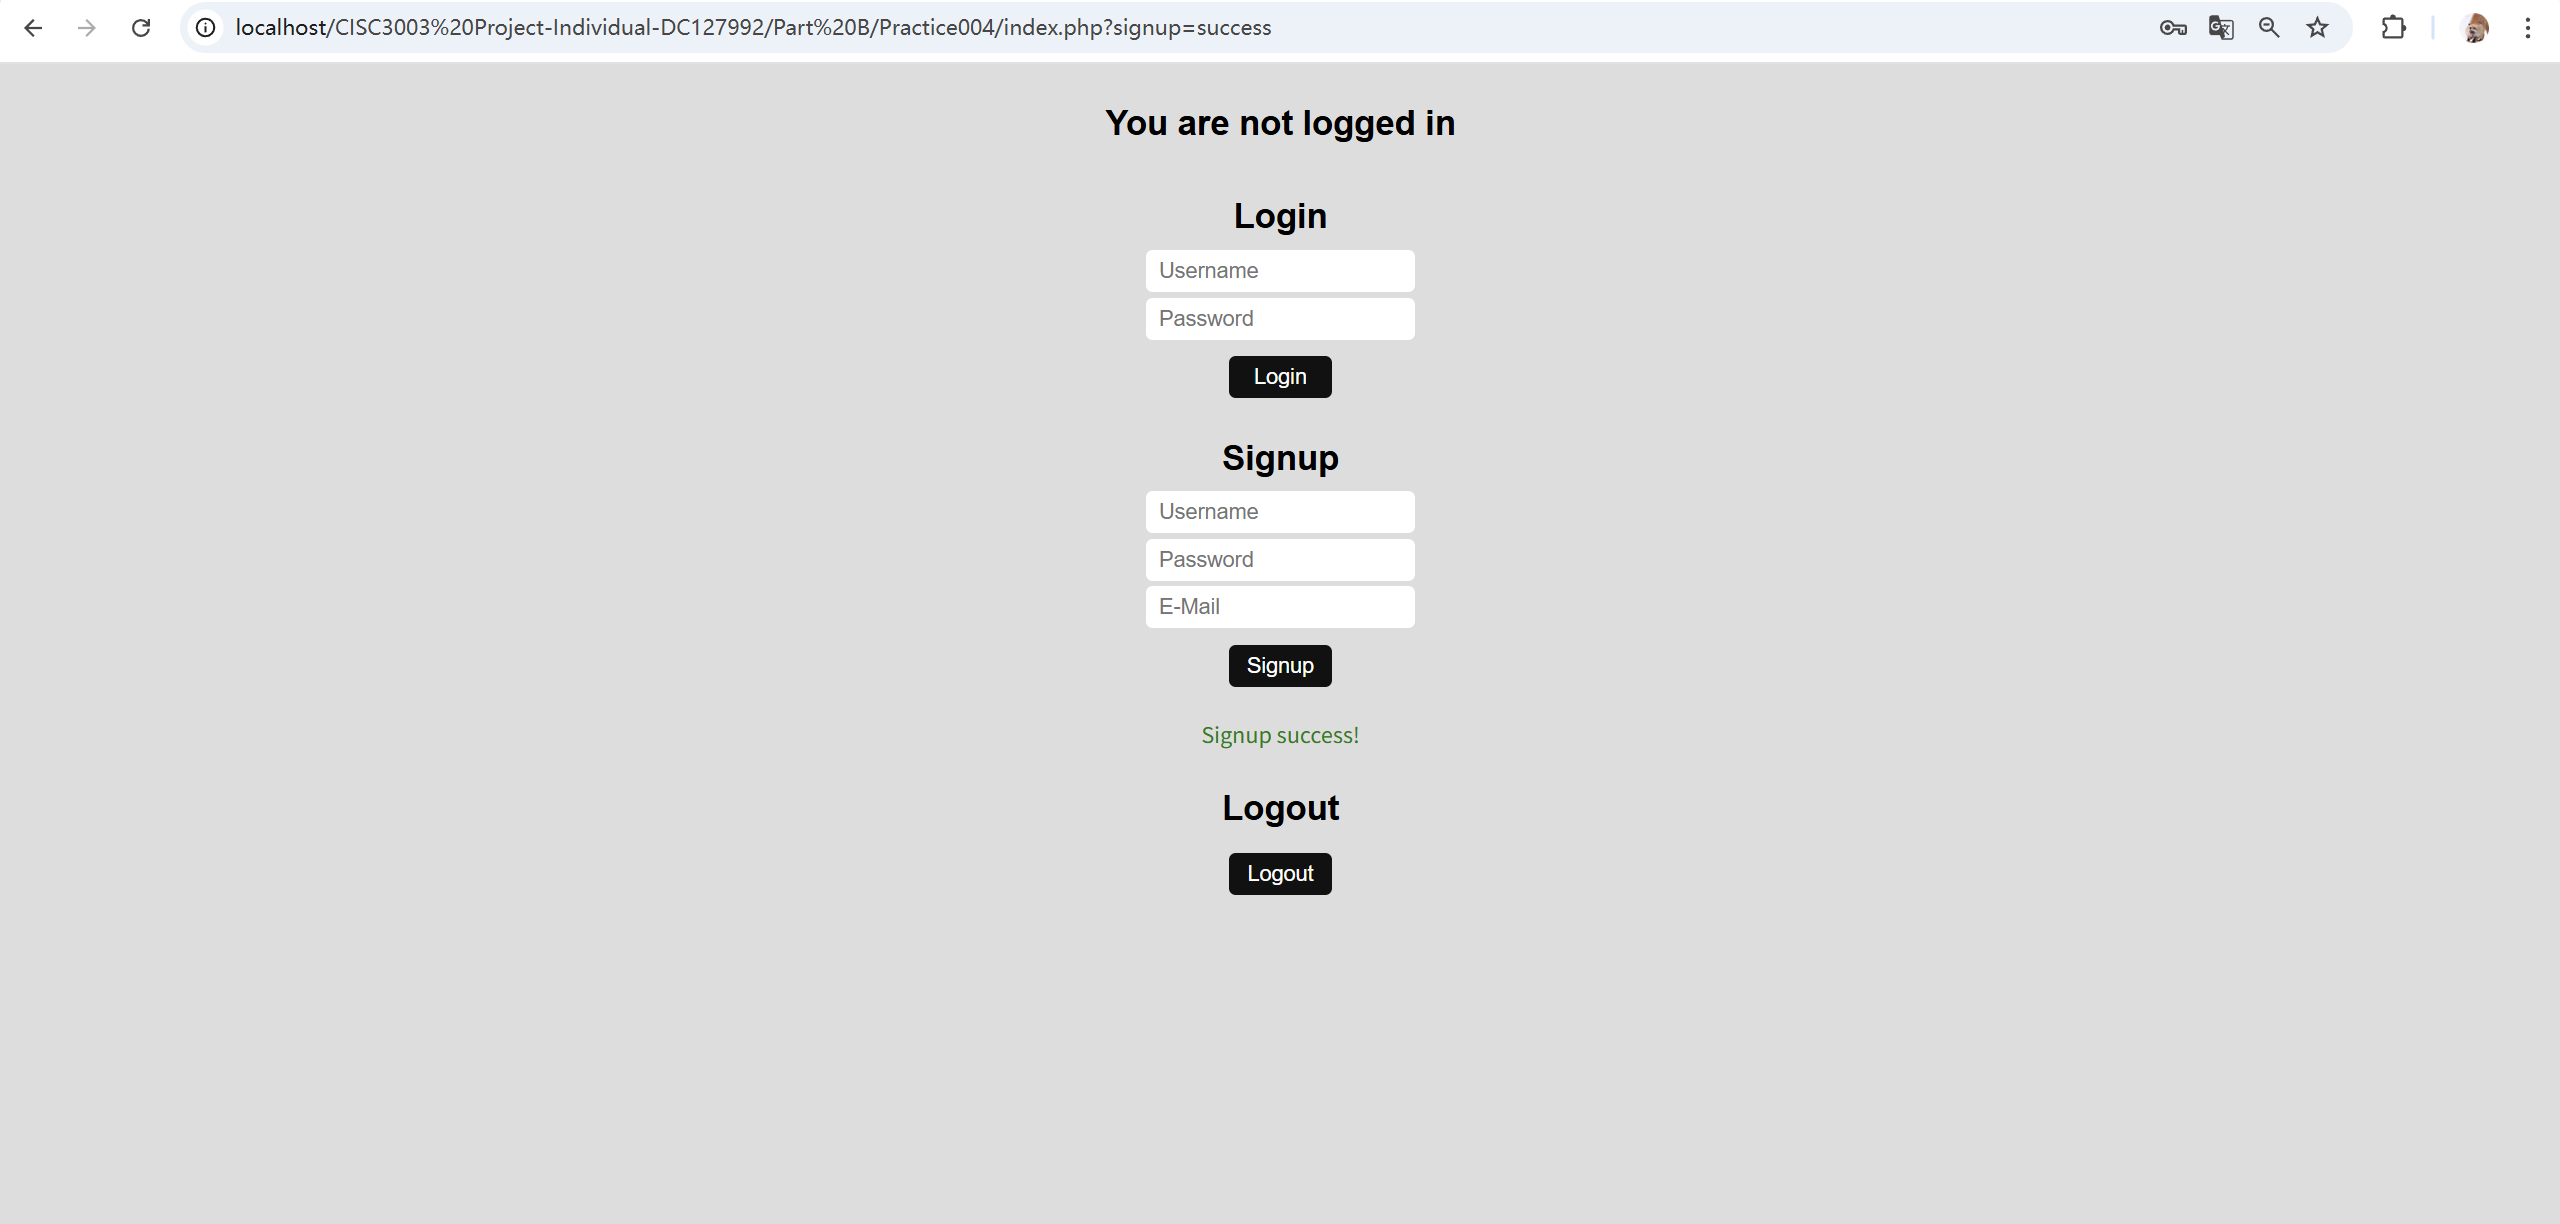 localhost/CISC3003%20Project-Individual-DC127992/Part%20B/Practice004/index.php?signup=success
You are not logged in
Login
Username
Password
Login
Signup
Username
Password
E-Mail
Signup
Signup success!
Logout
Logout